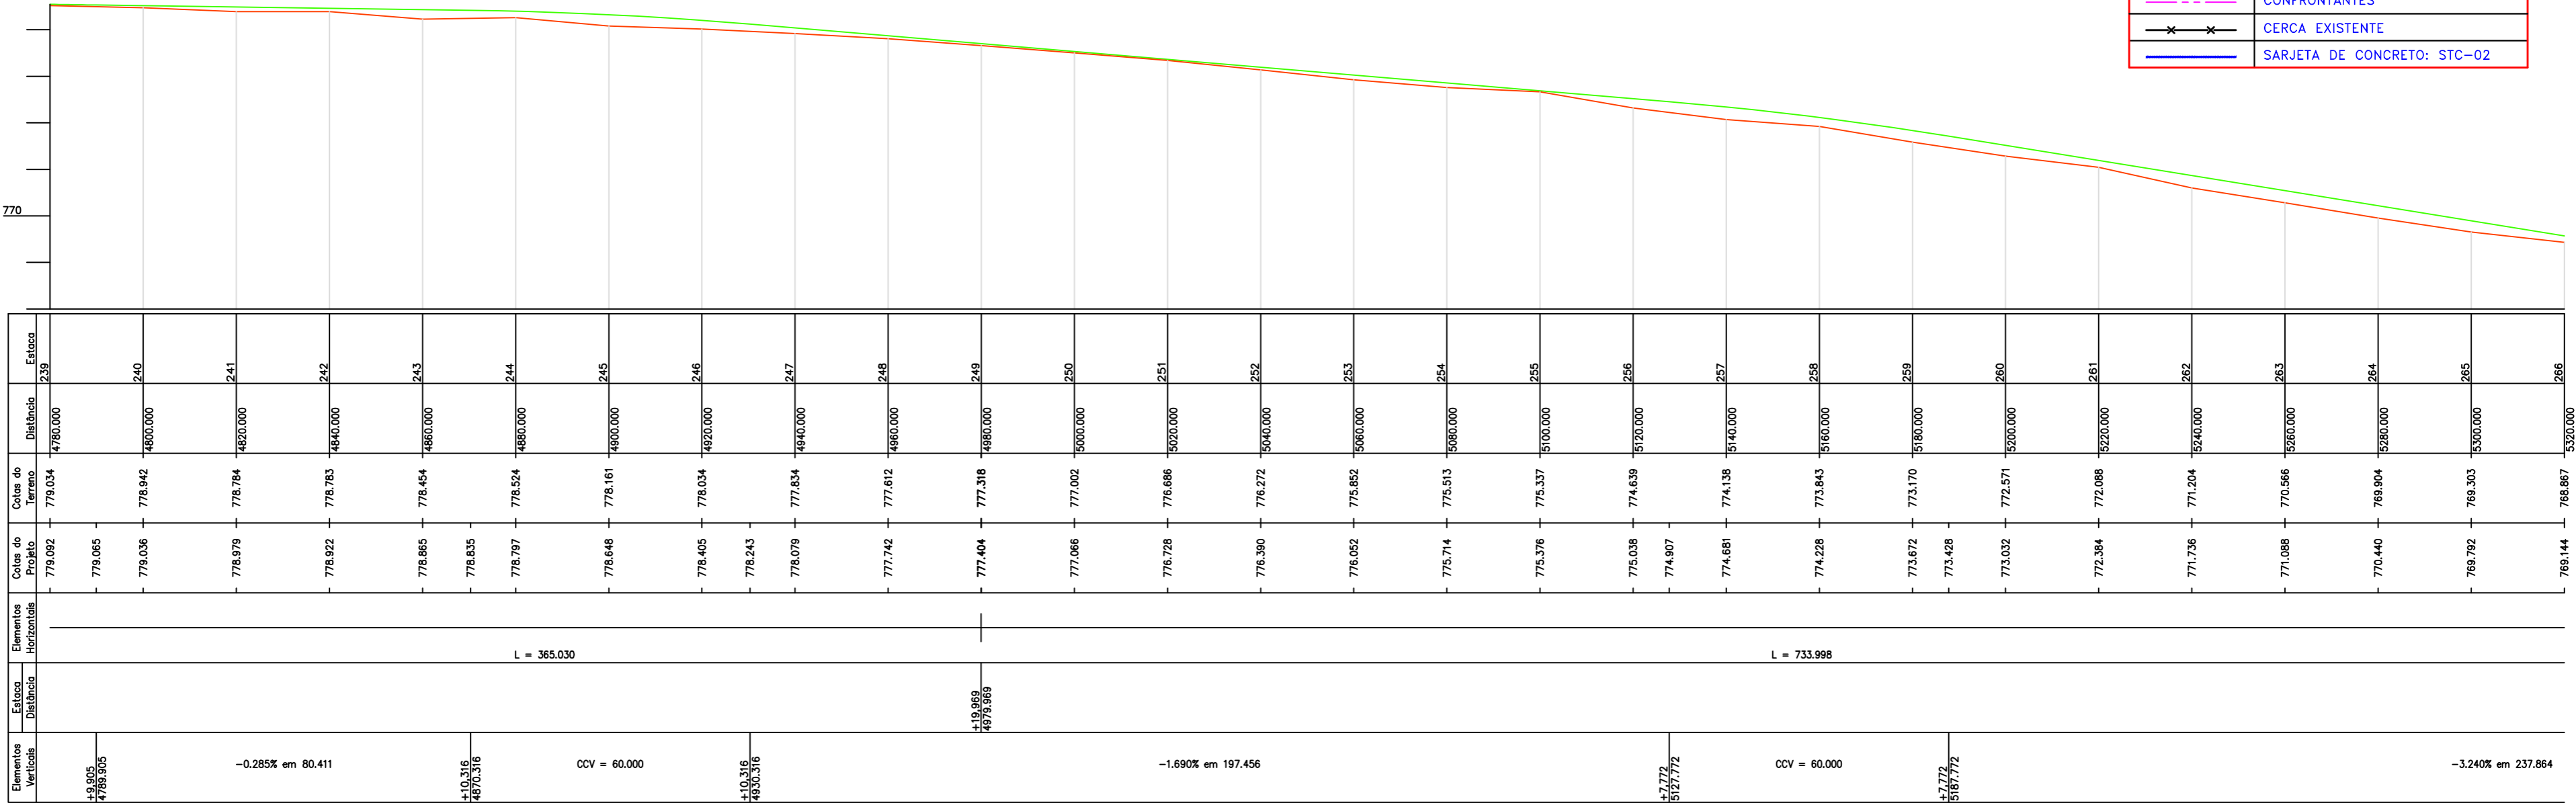 CONFRONTANTES
CERCA EXISTENTE
SARJETA DE CONCRETO: STC-02
770
Estaca
239 240 241 242 243 244 245 246 247 248 249 250 251 252 253 254 255 256 257 258 259 260 261 262 263 264 265 266
Distância
4780.000 4800.000 4820.000 4840.000 4860.000 4880.000 4900.000 4920.000 4940.000 4960.000 4980.000 5000.000 5020.000 5040.000 5060.000 5080.000 5100.000 5120.000 5140.000 5160.000 5180.000 5200.000 5220.000 5240.000 5260.000 5280.000 5300.000 5320.000
Cotas do
Terreno
779.034 778.942 778.784 778.783 778.454 778.524 778.161 778.034 777.834 777.612 777.318 777.002 776.686 776.272 775.852 775.513 775.337 774.639 774.138 773.843 773.170 772.571 772.088 771.204 770.566 769.904 769.303 768.867
Cotas do
Projeto
779.092 779.065 779.036 778.979 778.922 778.865 778.835 778.797 778.648 778.405 778.243 778.079 777.742 777.404 777.066 776.728 776.390 776.052 775.714 775.376 775.038 774.907 774.681 774.228 773.672 773.428 773.032 772.384 771.736 771.088 770.440 769.792 769.144
Elementos
Horizontais
L = 365.030 L = 733.998
Estaca
Distância
+19,969
4979.969
Elementos
Verticais
+9,905
4789.905
-0.285% em 80.411
+10,316
4870.316
CCV = 60.000
+10,316
4930.316
-1.690% em 197.456
+7,772
5127.772
CCV = 60.000
+7,772
5187.772
-3.240% em 237.864